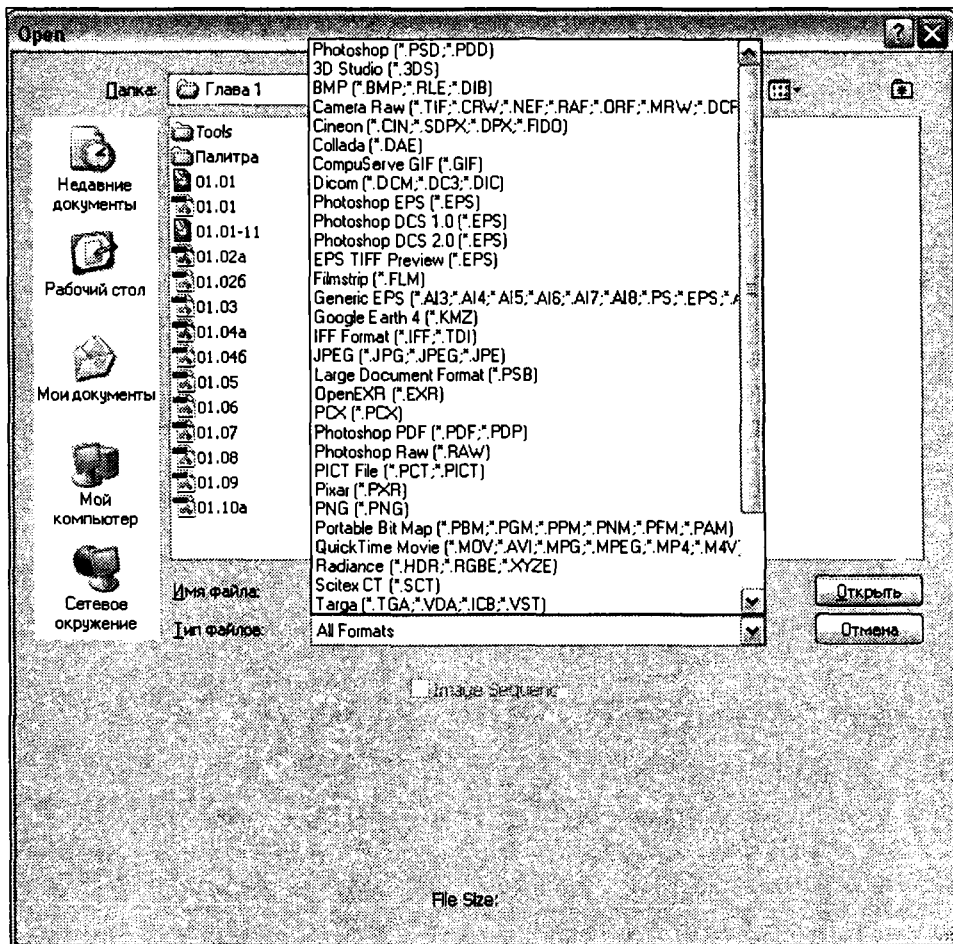 Open
Папка:
Глава 1
Недавние
документы
Рабочий стол
Мои документы
Мой
компьютер
Сетевое
окружение
Tools
Палитра
01.01
01.01
01.01-11
01.02а
01.02б
01.03
01.04а
01.04б
01.05
01.06
01.07
01.08
01.09
01.10а
Photoshop (*.PSD;*.PDD)
3D Studio (*.3DS)
BMP (*.BMP;*.RLE;*.DIB)
Camera Raw (*.TIF;*.CRW;*.NEF;*.RAF;*.ORF;*.MRW;*.DCR
Cineon (*.CIN;*.SDPX;*.DPX;*.FIDO)
Collada (*.DAE)
CompuServe GIF (*.GIF)
Dicom (*.DCM;*.DC3;*.DIC)
Photoshop EPS (*.EPS)
Photoshop DCS 1.0 (*.EPS)
Photoshop DCS 2.0 (*.EPS)
EPS TIFF Preview (*.EPS)
Filmstrip (*.FLM)
Generic EPS (*.AI3;*.AI4;*.AI5;*.AI6;*.AI7;*.AI8;*.PS;*.EPS;*.A
Google Earth 4 (*.KMZ)
IFF Format (*.IFF;*.TDI)
JPEG (*.JPG;*.JPEG;*.JPE)
Large Document Format (*.PSB)
OpenEXR (*.EXR)
PCX (*.PCX)
Photoshop PDF (*.PDF;*.PDP)
Photoshop Raw (*.RAW)
PICT File (*.PCT;*.PICT)
Pixar (*.PXR)
PNG (*.PNG)
Portable Bit Map (*.PBM;*.PGM;*.PPM;*.PNM;*.PFM;*.PAM)
QuickTime Movie (*.MOV;*.AVI;*.MPG;*.MPEG;*.MP4;*.M4V)
Radiance (*.HDR;*.RGBE;*.XYZE)
Scitex CT (*.SCT)
Targa (*.TGA;*.VDA;*.ICB;*.VST)
Имя файла:
Открыть
Тип файлов:
All Formats
Отмена
Image Sequence
File Size: